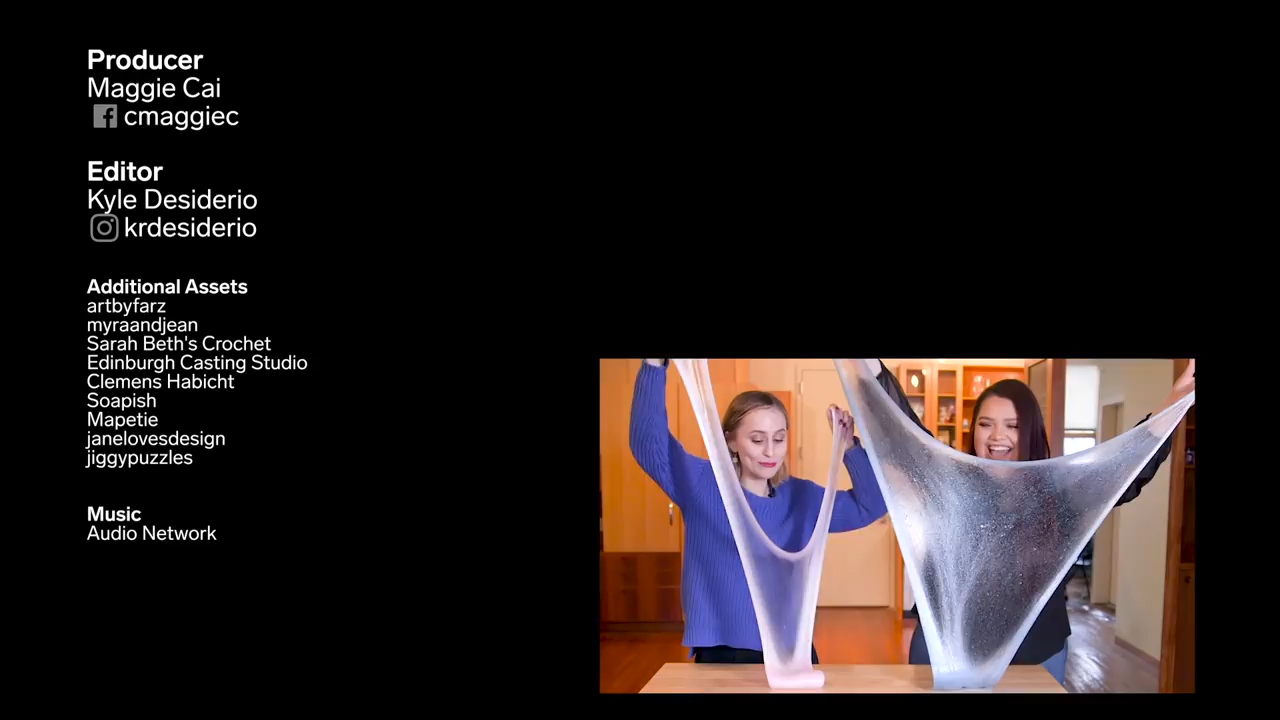 Producer
Maggie Cai
cmaggiec
Editor
Kyle Desiderio
krdesiderio
Additional Assets
artbyfarz
myraandjean
Sarah Beth's Crochet
Edinburgh Casting Studio
Clemens Habicht
Soapish
Mapetie
janelovesdesign
jiggypuzzles
Music
Audio Network